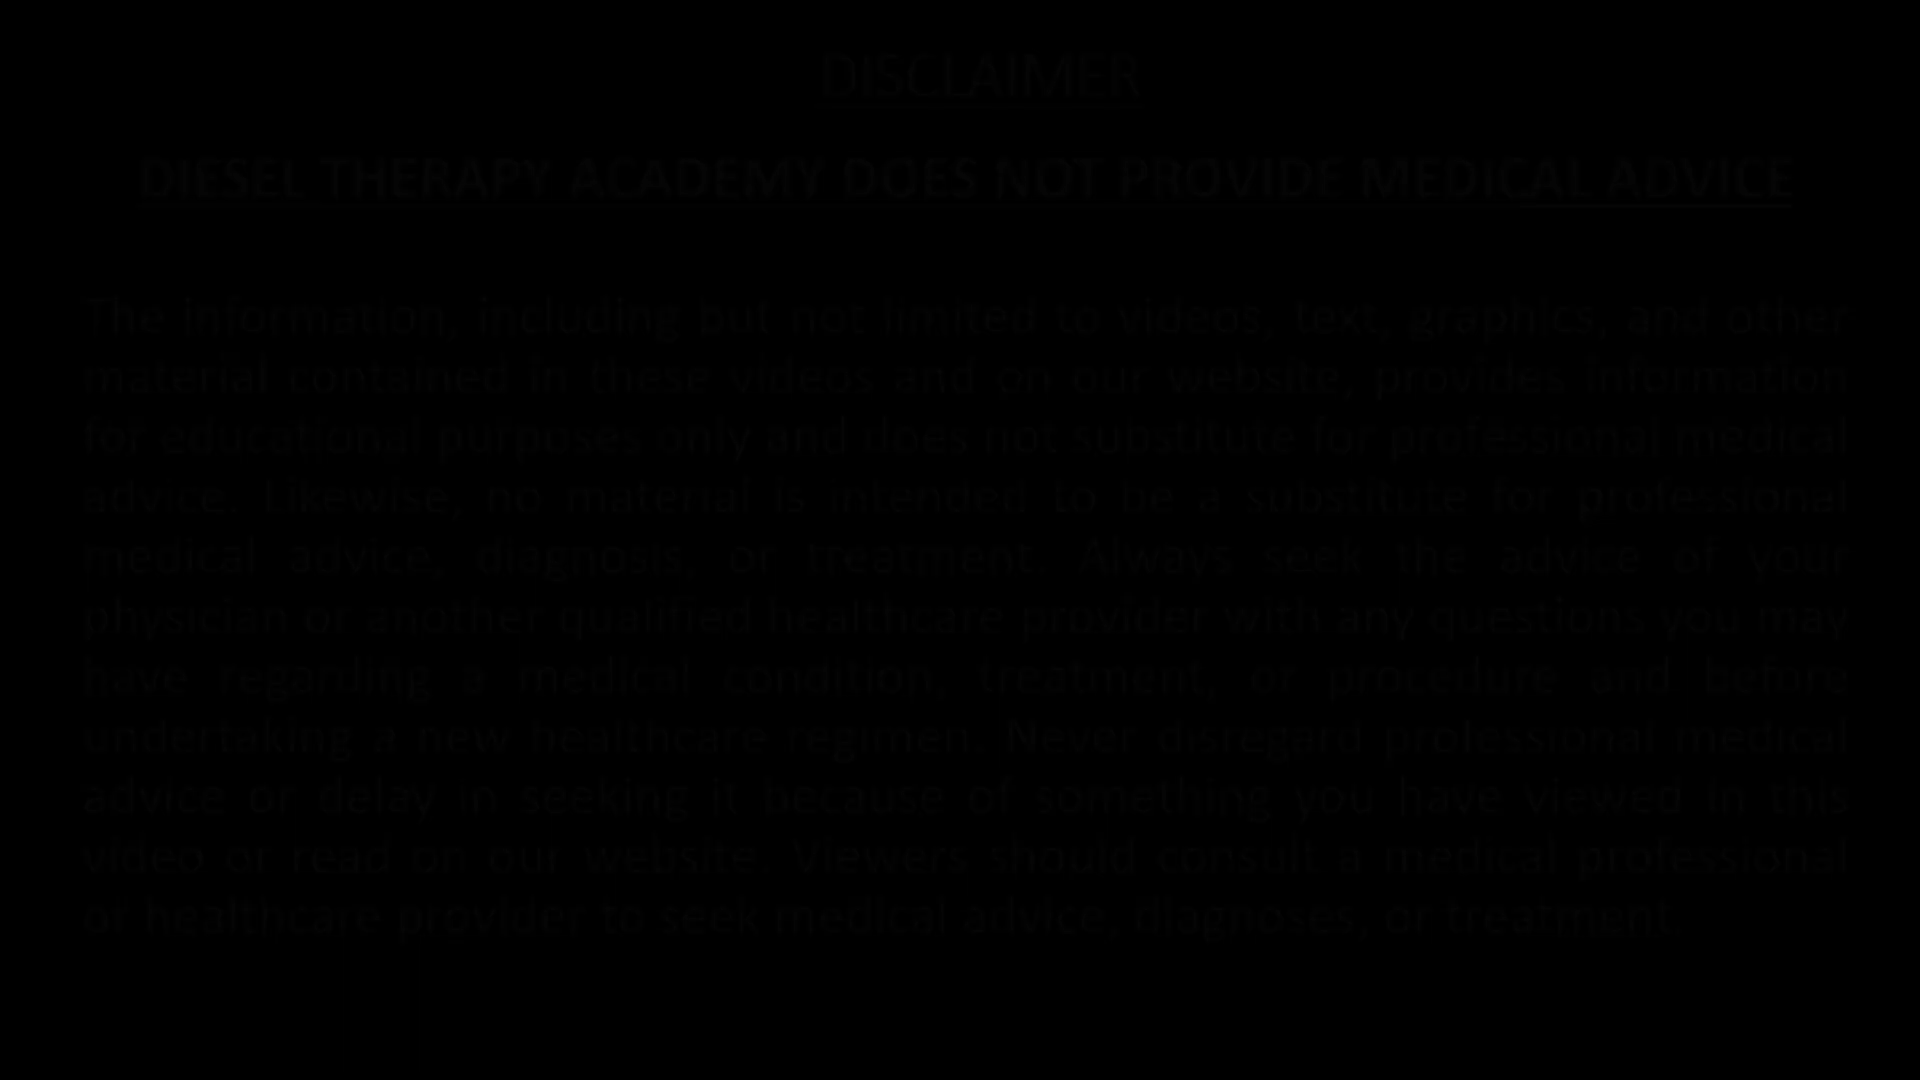 DISCLAIMER
DIESEL THERAPY ACADEMY DOES NOT PROVIDE MEDICAL ADVICE
The information, including but not limited to videos, text, graphics, and other
material contained in these videos and on our website, provides information
for educational purposes only and does not substitute for professional medical
advice. Likewise, no material is intended to be a substitute for professional
medical advice, diagnosis, or treatment. Always seek the advice of your
physician or another qualified healthcare provider with any questions you may
have regarding a medical condition, treatment, or procedure and before
undertaking a new healthcare regimen. Never disregard professional medical
advice or delay in seeking it because of something you have viewed in this
video or read on our website. Viewers should consult a medical professional
or healthcare provider to seek medical advice, diagnoses, or treatment.